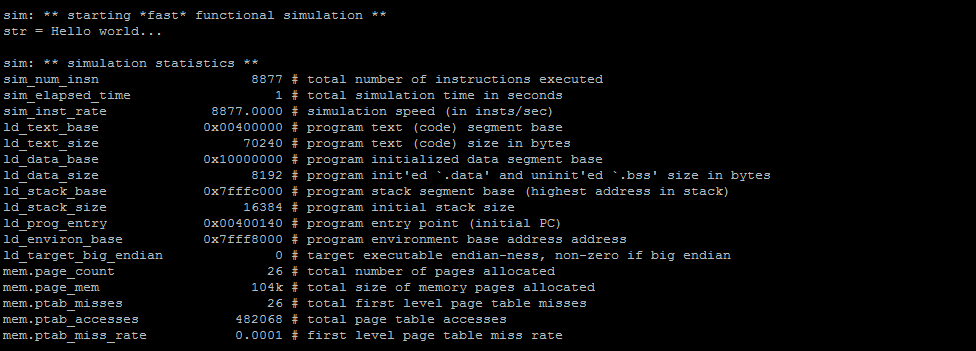 sim: ** starting *fast* functional simulation **
str = Hello world...
sim: ** simulation statistics **
sim_num_insn 8877 # total number of instructions executed
sim_elapsed_time 1 # total simulation time in seconds
sim_inst_rate 8877.0000 # simulation speed (in insts/sec)
ld_text_base 0x00400000 # program text (code) segment base
ld_text_size 70240 # program text (code) size in bytes
ld_data_base 0x10000000 # program initialized data segment base
ld_data_size 8192 # program init'ed `.data' and uninit'ed `.bss' size in bytes
ld_stack_base 0x7fffc000 # program stack segment base (highest address in stack)
ld_stack_size 16384 # program initial stack size
ld_prog_entry 0x00400140 # program entry point (initial PC)
ld_environ_base 0x7fff8000 # program environment base address address
ld_target_big_endian 0 # target executable endian-ness, non-zero if big endian
mem.page_count 26 # total number of pages allocated
mem.page_mem 104k # total size of memory pages allocated
mem.ptab_misses 26 # total first level page table misses
mem.ptab_accesses 482068 # total page table accesses
mem.ptab_miss_rate 0.0001 # first level page table miss rate